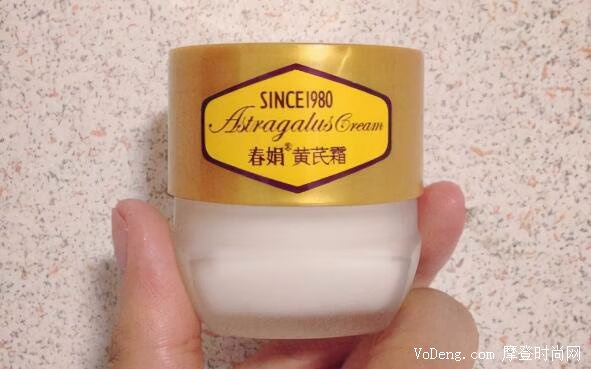 SINCE1980
Astragalus Cream
春娟® 黄芪霜
VoDeng.com 摩登时尚网